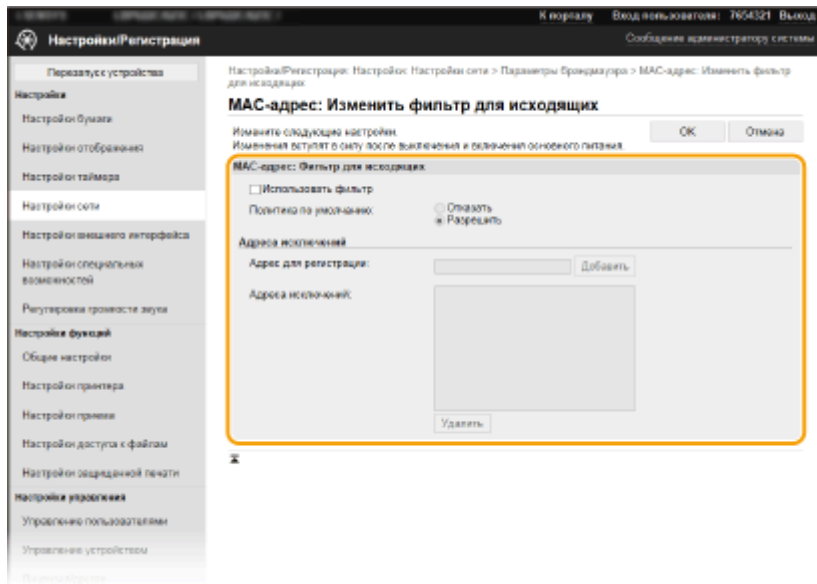 К порталу Вход пользователя: 7654321 Выход
Настройки/Регистрация
Сообщение администратору системы
Перезапуск устройства
Настройки
Настройки бумаги
Настройки отображения
Настройки таймера
Настройки сети
Настройки внешнего интерфейса
Настройки специальных
возможностей
Регулировка громкости звука
Настройки функций
Общие настройки
Настройки принтера
Настройки приема
Настройки доступа к файлам
Настройки защищенной печати
Настройки управления
Управление пользователями
Управление устройством
Настройка/Регистрация: Настройки: Настройки сети > Параметры брандмауэра > MAC-адрес: Изменить фильтр
для исходящих
MAC-адрес: Изменить фильтр для исходящих
Измените следующие настройки.
Изменения вступят в силу после выключения и включения основного питания.
OK Отмена
MAC-адрес: Фильтр для исходящих
Использовать фильтр
Политика по умолчанию:
Отказать
Разрешить
Адреса исключений
Адрес для регистрации:
Добавить
Адреса исключений:
Удалить